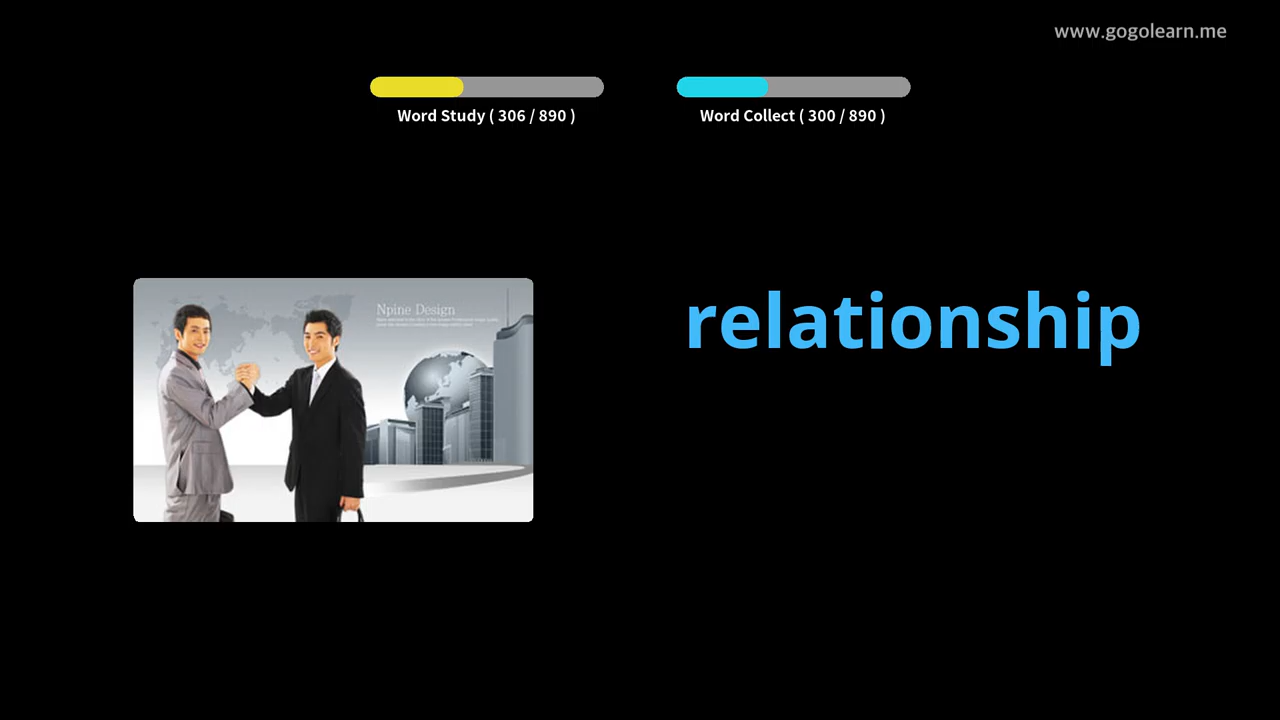 www.gogolearn.me
Word Study ( 306 / 890 )
Word Collect ( 300 / 890 )
Npine Design
relationship